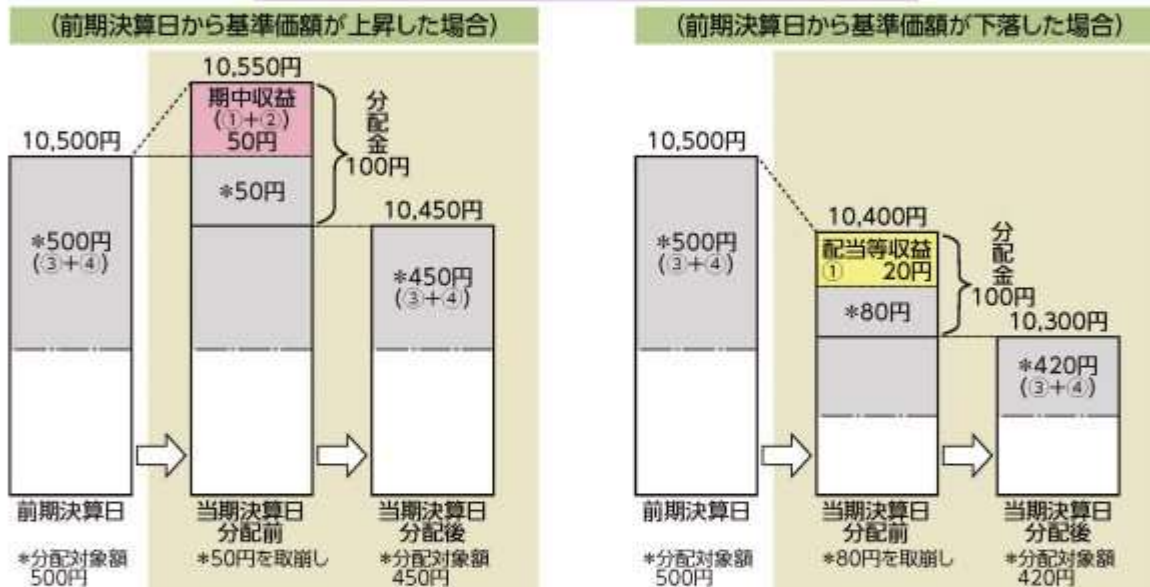 (前期決算日から基準価額が上昇した場合)
10,550円
期中収益
(①+②)
50円
*50円
分配金
100円
10,500円
*500円
(③+④)
10,450円
*450円
(③+④)
前期決算日
*分配対象額
500円
当期決算日
分配前
*50円を取崩し
当期決算日
分配後
*分配対象額
450円
(前期決算日から基準価額が下落した場合)
10,500円
*500円
(③+④)
10,400円
配当等収益
① 20円
*80円
分配金
100円
10,300円
*420円
(③+④)
前期決算日
*分配対象額
500円
当期決算日
分配前
*80円を取崩し
当期決算日
分配後
*分配対象額
420円